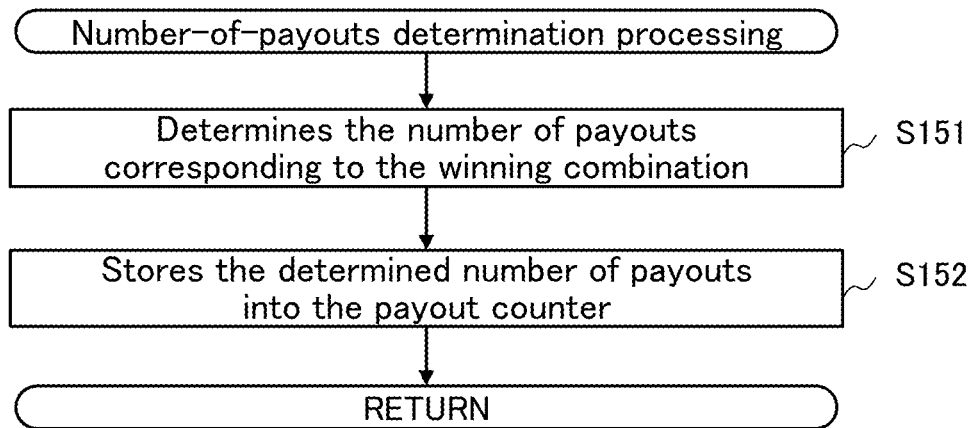 Number-of-payouts determination processing
Determines the number of payouts
corresponding to the winning combination
S151
Stores the determined number of payouts
into the payout counter
S152
RETURN